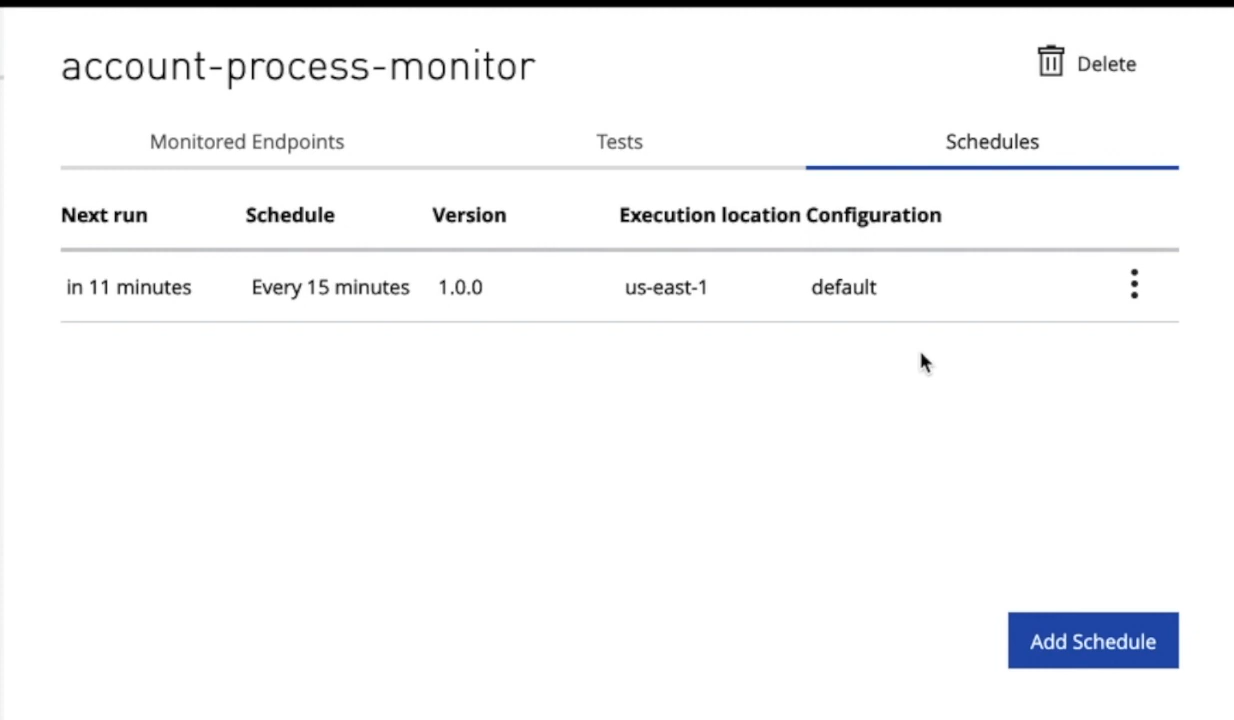 account-process-monitor
Delete
Monitored Endpoints Tests Schedules
Next run Schedule Version Execution location Configuration
in 11 minutes Every 15 minutes 1.0.0 us-east-1 default
Add Schedule